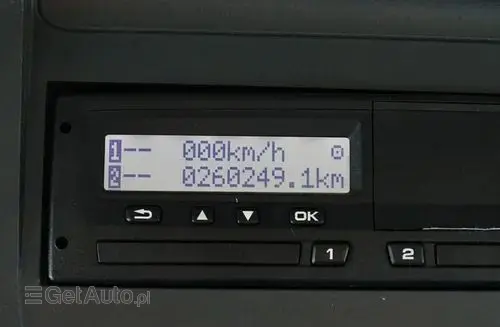 1-- 000km/h
2-- 0260249.1km
OK
1 2
GetAuto.pl